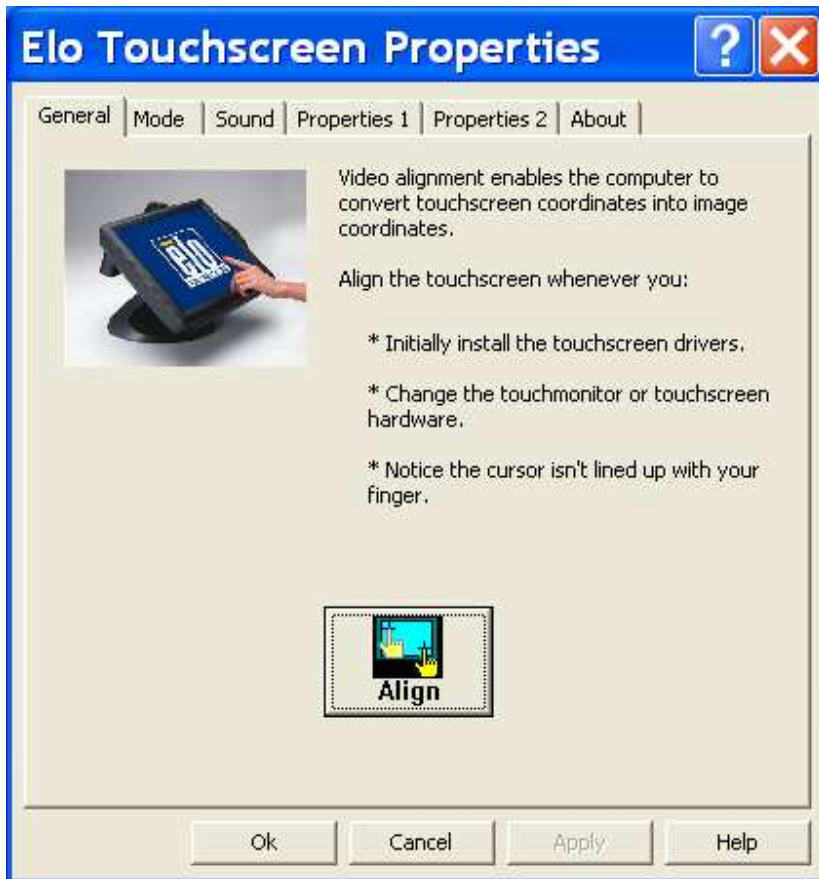 Elo Touchscreen Properties
General Mode Sound Properties 1 Properties 2 About
Video alignment enables the computer to
convert touchscreen coordinates into image
coordinates.
Align the touchscreen whenever you:
* Initially install the touchscreen drivers.
* Change the touchmonitor or touchscreen
hardware.
* Notice the cursor isn't lined up with your
finger.
elo
Align
Ok Cancel Apply Help